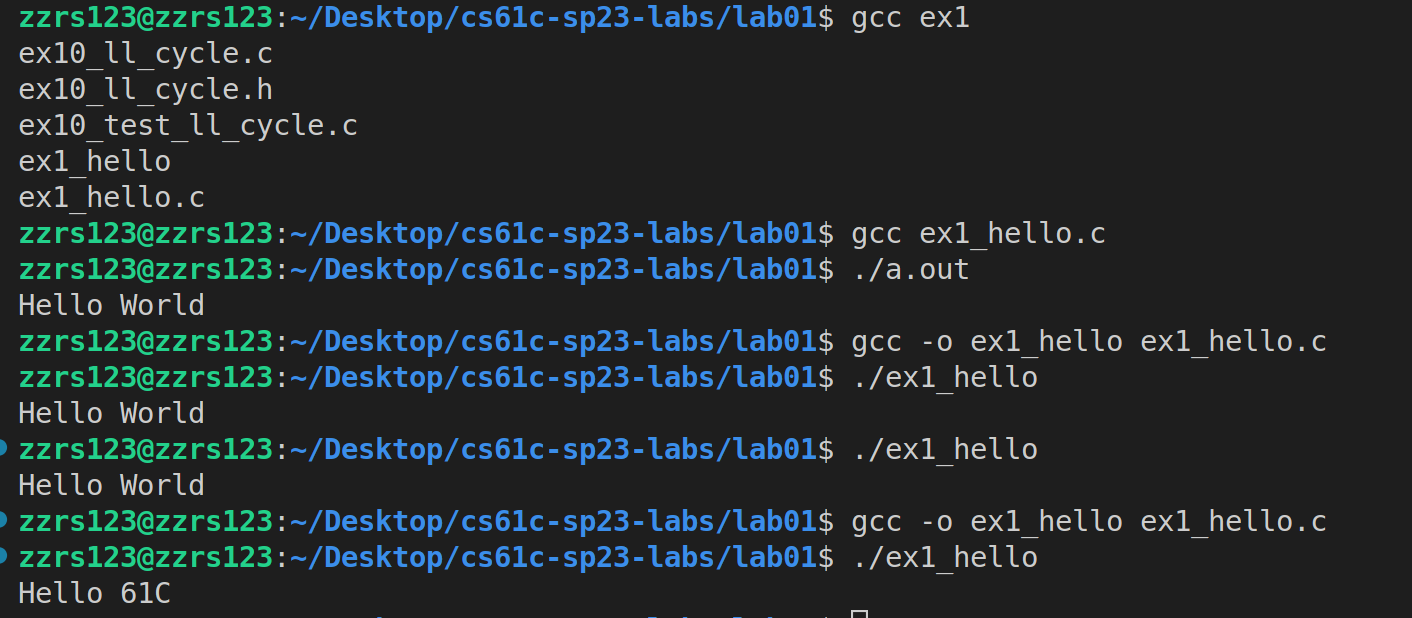 zzrs123@zzrs123:~/Desktop/cs61c-sp23-labs/lab01$ gcc ex1
ex10_ll_cycle.c
ex10_ll_cycle.h
ex10_test_ll_cycle.c
ex1_hello
ex1_hello.c
zzrs123@zzrs123:~/Desktop/cs61c-sp23-labs/lab01$ gcc ex1_hello.c
zzrs123@zzrs123:~/Desktop/cs61c-sp23-labs/lab01$ ./a.out
Hello World
zzrs123@zzrs123:~/Desktop/cs61c-sp23-labs/lab01$ gcc -o ex1_hello ex1_hello.c
zzrs123@zzrs123:~/Desktop/cs61c-sp23-labs/lab01$ ./ex1_hello
Hello World
zzrs123@zzrs123:~/Desktop/cs61c-sp23-labs/lab01$ ./ex1_hello
Hello World
zzrs123@zzrs123:~/Desktop/cs61c-sp23-labs/lab01$ gcc -o ex1_hello ex1_hello.c
zzrs123@zzrs123:~/Desktop/cs61c-sp23-labs/lab01$ ./ex1_hello
Hello 61C